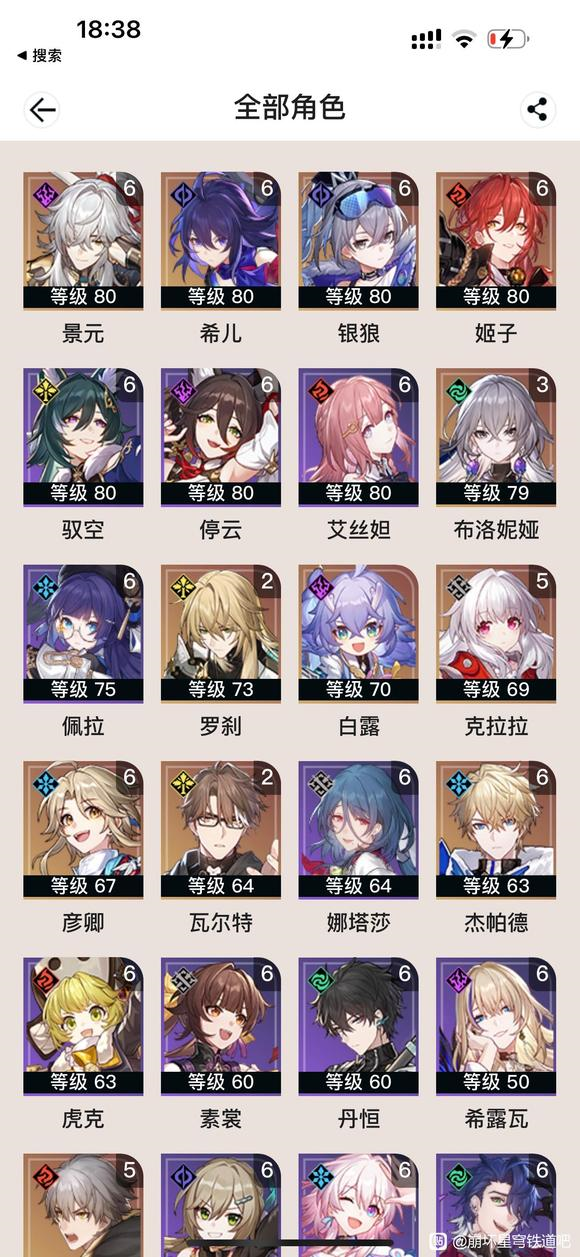 18:38
◀ 搜索
全部角色
6 6 6 6
等级 80 等级 80 等级 80 等级 80
景元 希儿 银狼 姬子
6 6 6 3
等级 80 等级 80 等级 80 等级 79
驭空 停云 艾丝妲 布洛妮娅
6 2 5
等级 75 等级 73 等级 70 等级 69
佩拉 罗刹 白露 克拉拉
6 2 6 6
等级 67 等级 64 等级 64 等级 63
彦卿 瓦尔特 娜塔莎 杰帕德
6 6 6 6
等级 63 等级 60 等级 60 等级 50
虎克 素裳 丹恒 希露瓦
5 6 6 6
贴 @崩坏星穹铁道吧